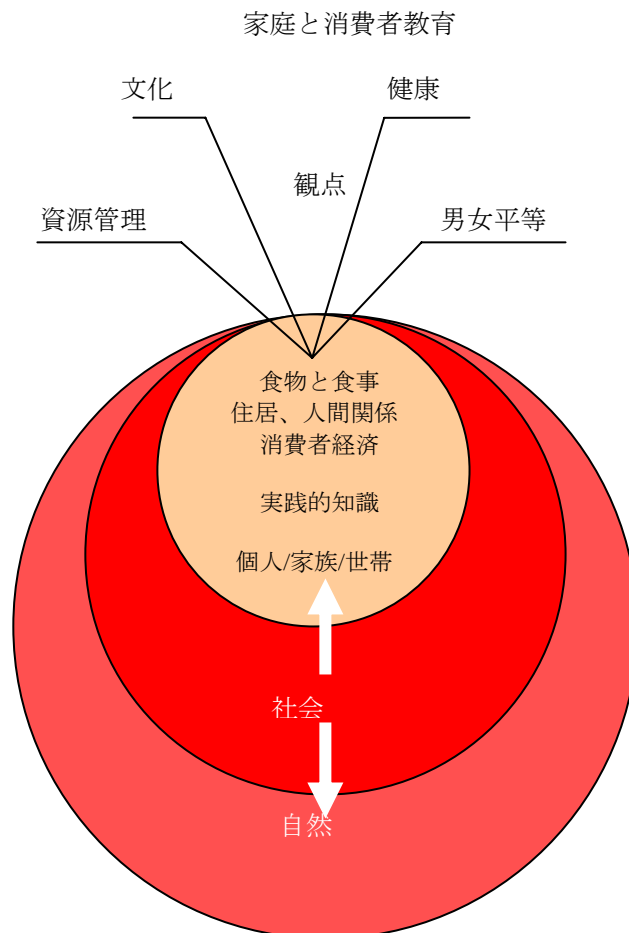 家庭と消費者教育
文化
健康
観点
資源管理
男女平等
食物と食事
住居、人間関係
消費者経済
実践的知識
個人/家族/世帯
社会
自然